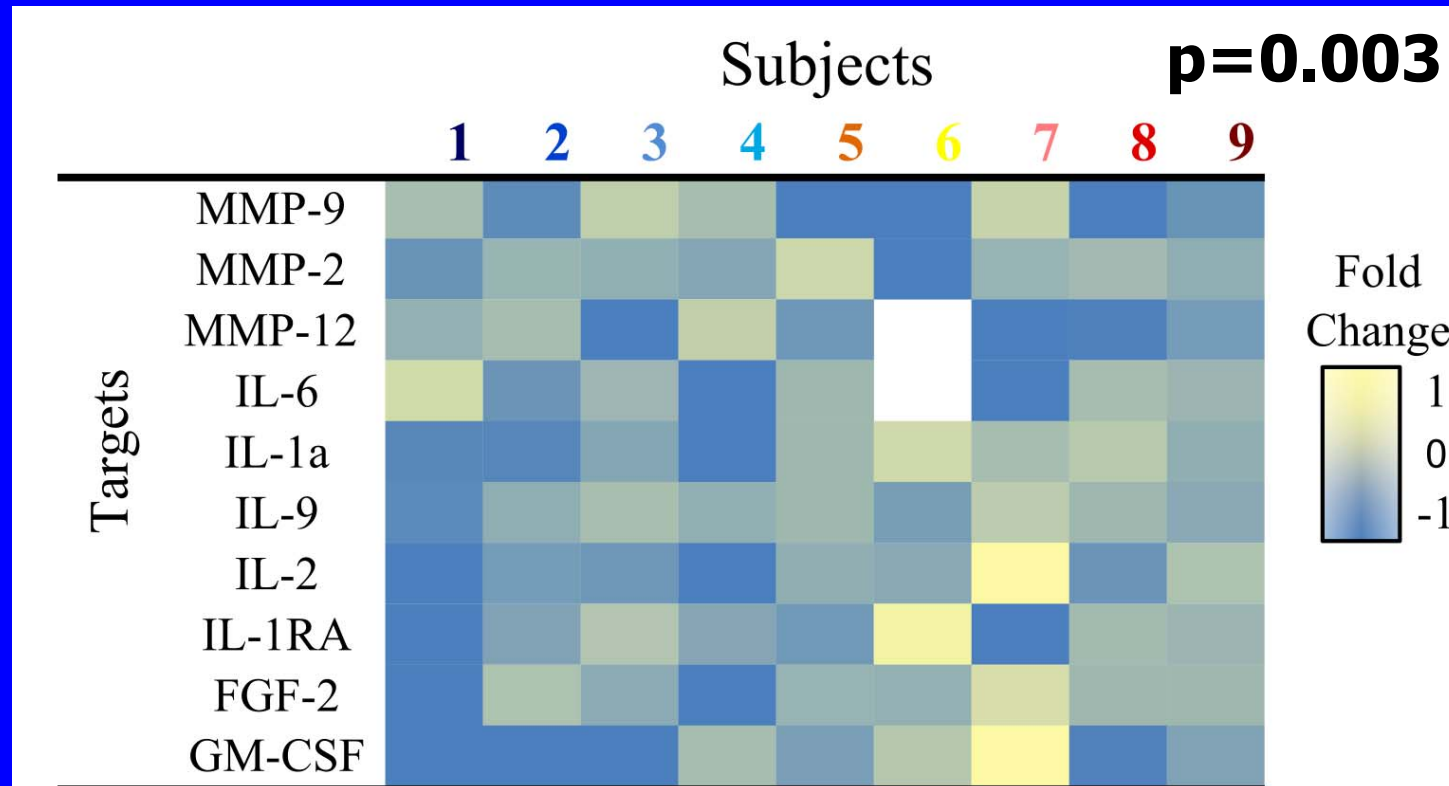 Subjects
p=0.003
1 2 3 4 5 6 7 8 9
Targets
MMP-9
MMP-2
MMP-12
IL-6
IL-1a
IL-9
IL-2
IL-1RA
FGF-2
GM-CSF
Fold
Change
1
0
-1